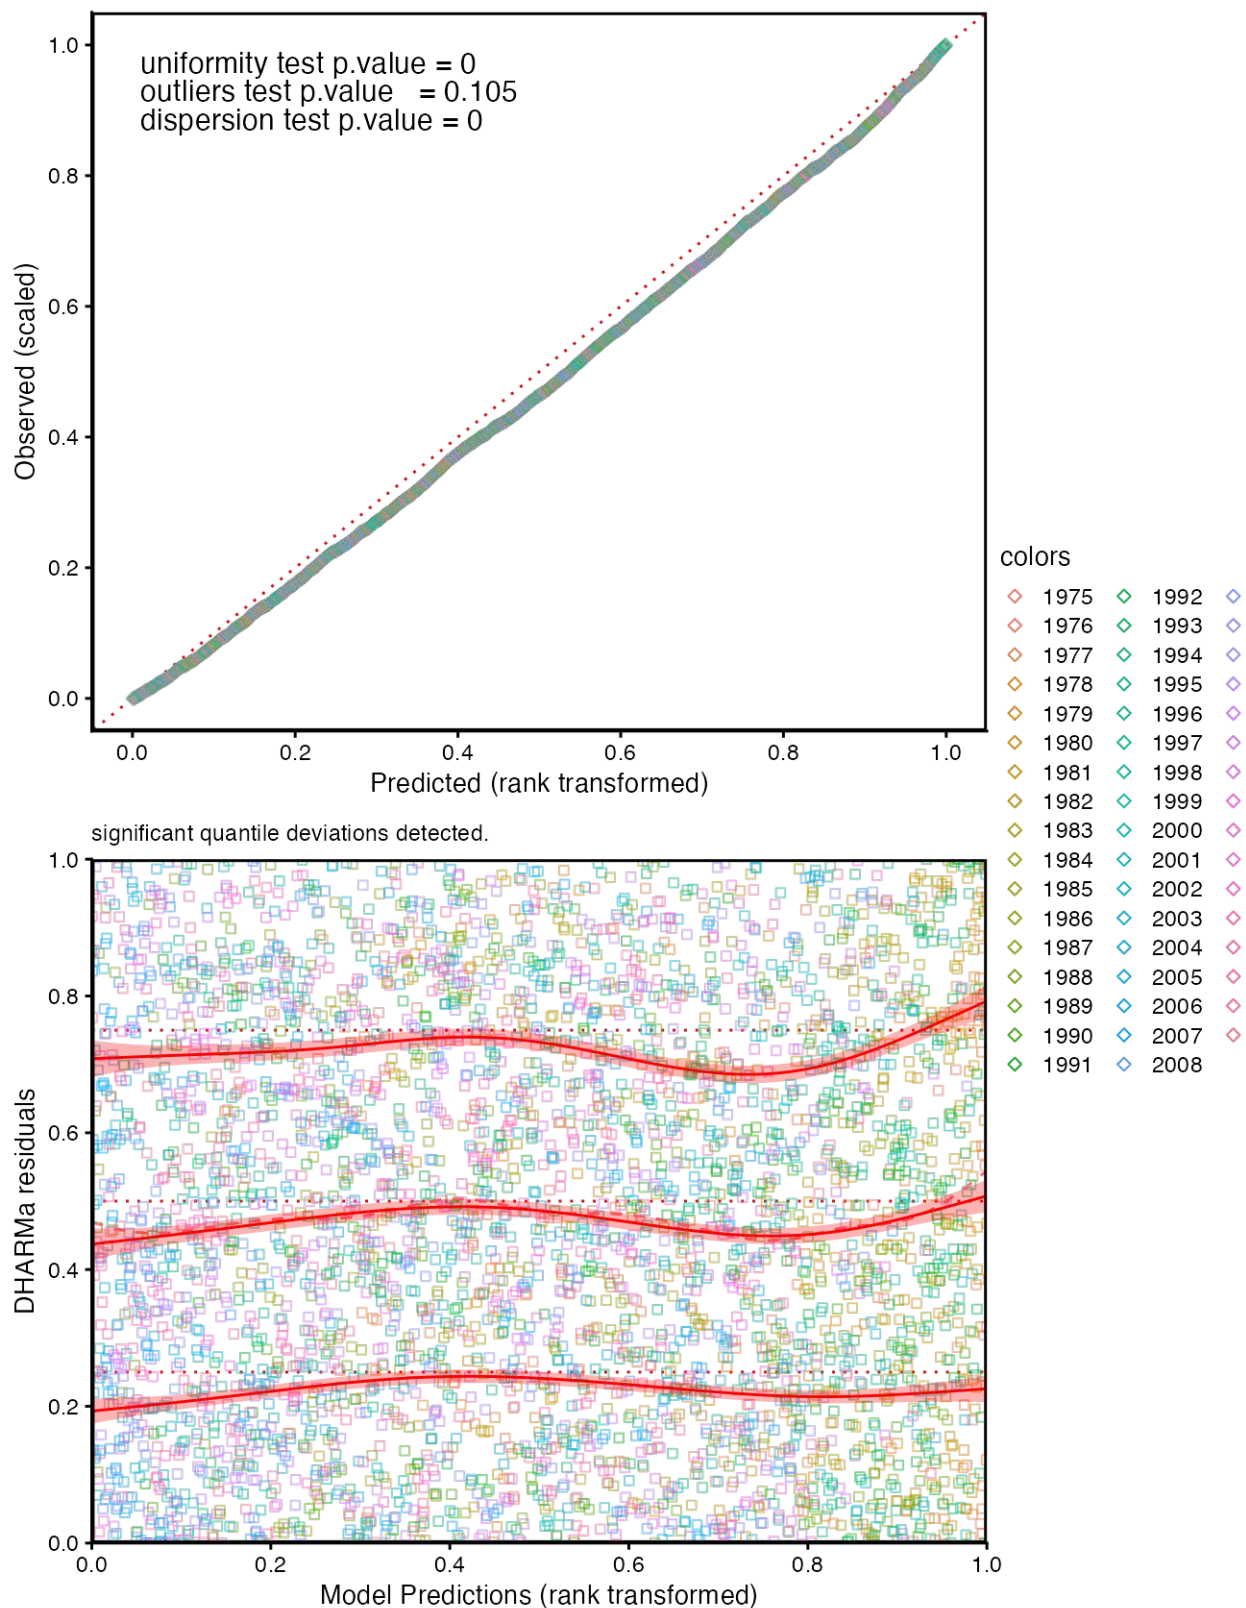 uniformity test p.value = 0
outliers test p.value = 0.105
dispersion test p.value = 0
1.0
0.8
0.6
0.4
0.2
0.0
Observed (scaled)
0.0 0.2 0.4 0.6 0.8 1.0
Predicted (rank transformed)
significant quantile deviations detected.
1.0
0.8
0.6
0.4
0.2
0.0
DHARMa residuals
0.0 0.2 0.4 0.6 0.8 1.0
Model Predictions (rank transformed)
colors
1975 1992
1976 1993
1977 1994
1978 1995
1979 1996
1980 1997
1981 1998
1982 1999
1983 2000
1984 2001
1985 2002
1986 2003
1987 2004
1988 2005
1989 2006
1990 2007
1991 2008